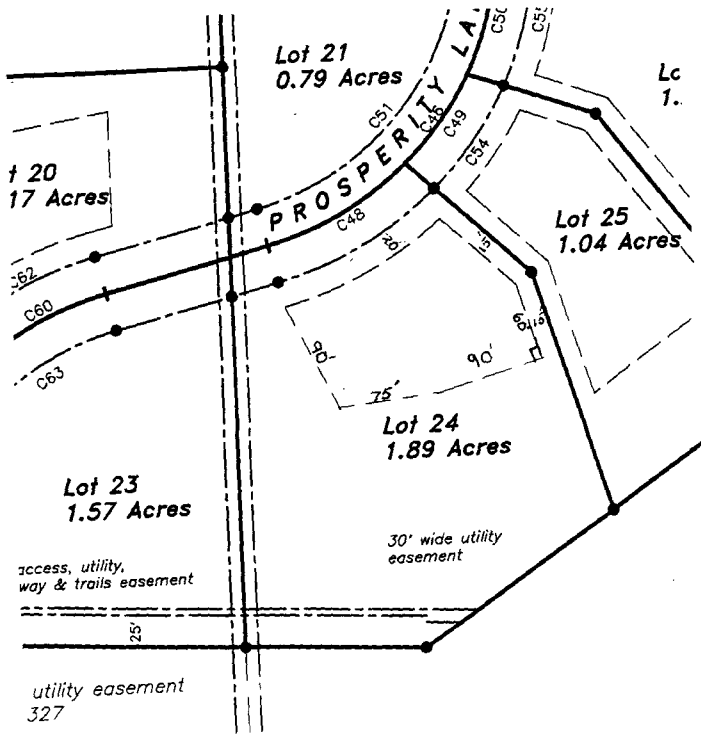 Lot 21
0.79 Acres
PROSPERITY LA
C50
C55
C51
C46
C49
C54
C48
t 20
17 Acres
C62
C60
C63
Lot 25
1.04 Acres
20'
15'
15'
60'
90'
75'
Lot 24
1.89 Acres
Lot 23
1.57 Acres
30' wide utility
easement
access, utility,
way & trails easement
25'
utility easement
327